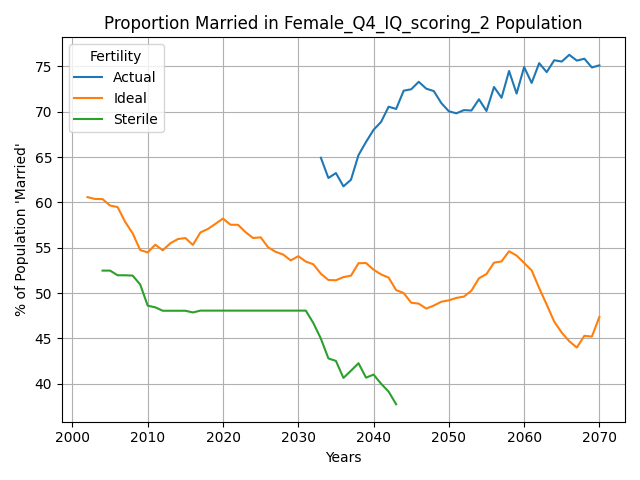 Proportion Married in Female_Q4_IQ_scoring_2 Population
% of Population 'Married'
Fertility
Actual
Ideal
Sterile
75
70
65
60
55
50
45
40
2000 2010 2020 2030 2040 2050 2060 2070
Years